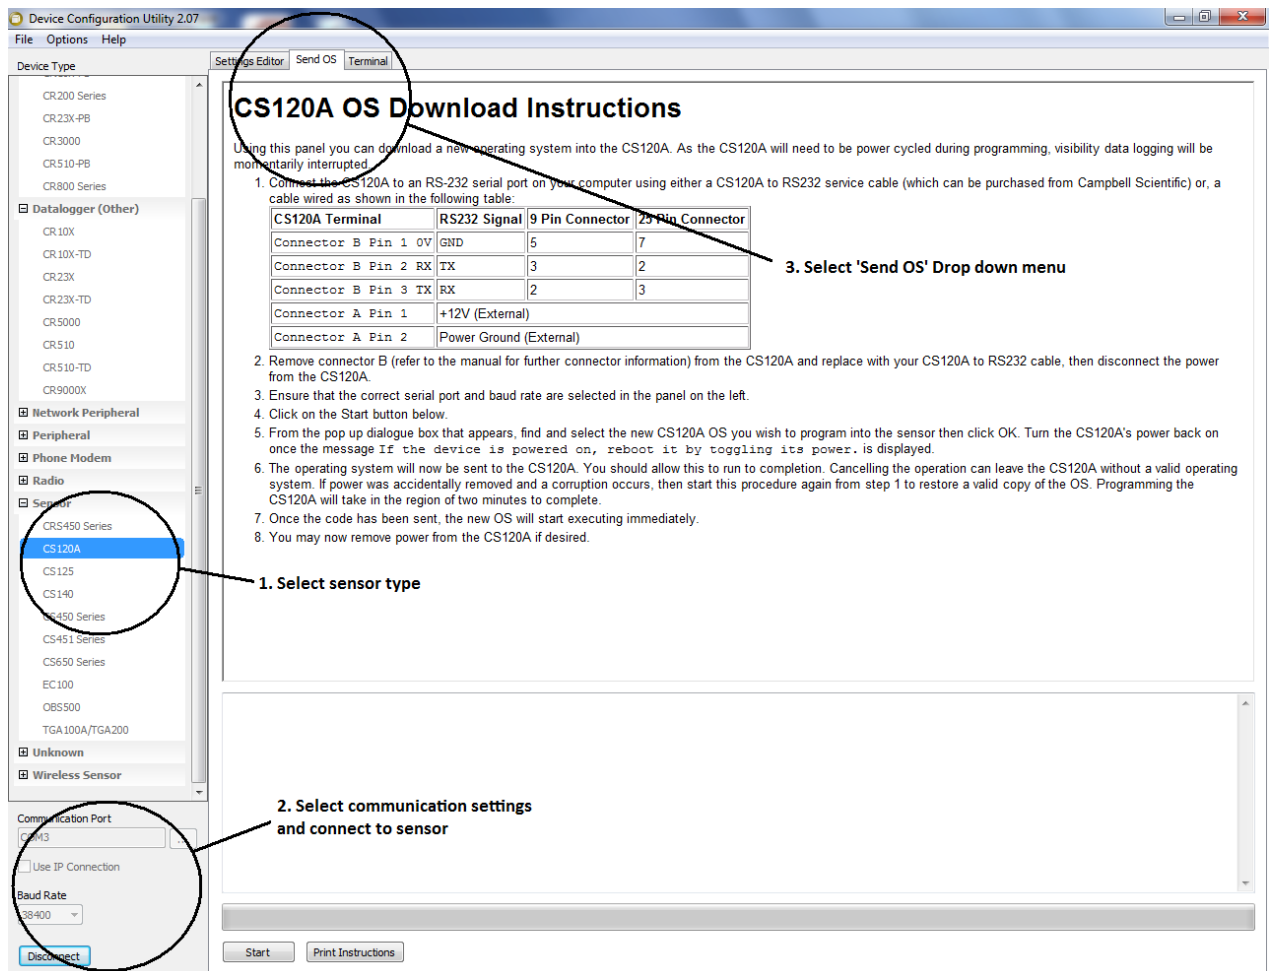 Device Configuration Utility 2.07
File Options Help
Device Type
CR200 Series
CR23X-PB
CR3000
CR510-PB
CR800 Series
Datalogger (Other)
CR10X
CR10X-TD
CR23X
CR23X-TD
CR5000
CR510
CR510-TD
CR9000X
Network Peripheral
Peripheral
Phone Modem
Radio
Sensor
CRS450 Series
CS120A
CS125
CS140
CS450 Series
CS451 Series
CS650 Series
EC100
OBS500
TGA100A/TGA200
Unknown
Wireless Sensor
Communication Port
COM3
...
Use IP Connection
Baud Rate
38400
Disconnect
Settings Editor Send OS Terminal
CS120A OS Download Instructions
Using this panel you can download a new operating system into the CS120A. As the CS120A will need to be power cycled during programming, visibility data logging will be
momentarily interrupted.
1. Connect the CS120A to an RS-232 serial port on your computer using either a CS120A to RS232 service cable (which can be purchased from Campbell Scientific) or, a
cable wired as shown in the following table:
CS120A Terminal RS232 Signal 9 Pin Connector 25 Pin Connector
Connector B Pin 1 0V GND 5 7
Connector B Pin 2 RX TX 3 2
Connector B Pin 3 TX RX 2 3
Connector A Pin 1 +12V (External)
Connector A Pin 2 Power Ground (External)
2. Remove connector B (refer to the manual for further connector information) from the CS120A and replace with your CS120A to RS232 cable, then disconnect the power
from the CS120A.
3. Ensure that the correct serial port and baud rate are selected in the panel on the left.
4. Click on the Start button below.
5. From the pop up dialogue box that appears, find and select the new CS120A OS you wish to program into the sensor then click OK. Turn the CS120A's power back on
once the message If the device is powered on, reboot it by toggling its power. is displayed.
6. The operating system will now be sent to the CS120A. You should allow this to run to completion. Cancelling the operation can leave the CS120A without a valid operating
system. If power was accidentally removed and a corruption occurs, then start this procedure again from step 1 to restore a valid copy of the OS. Programming the
CS120A will take in the region of two minutes to complete.
7. Once the code has been sent, the new OS will start executing immediately.
8. You may now remove power from the CS120A if desired.
3. Select 'Send OS' Drop down menu
1. Select sensor type
2. Select communication settings
and connect to sensor
Start Print Instructions